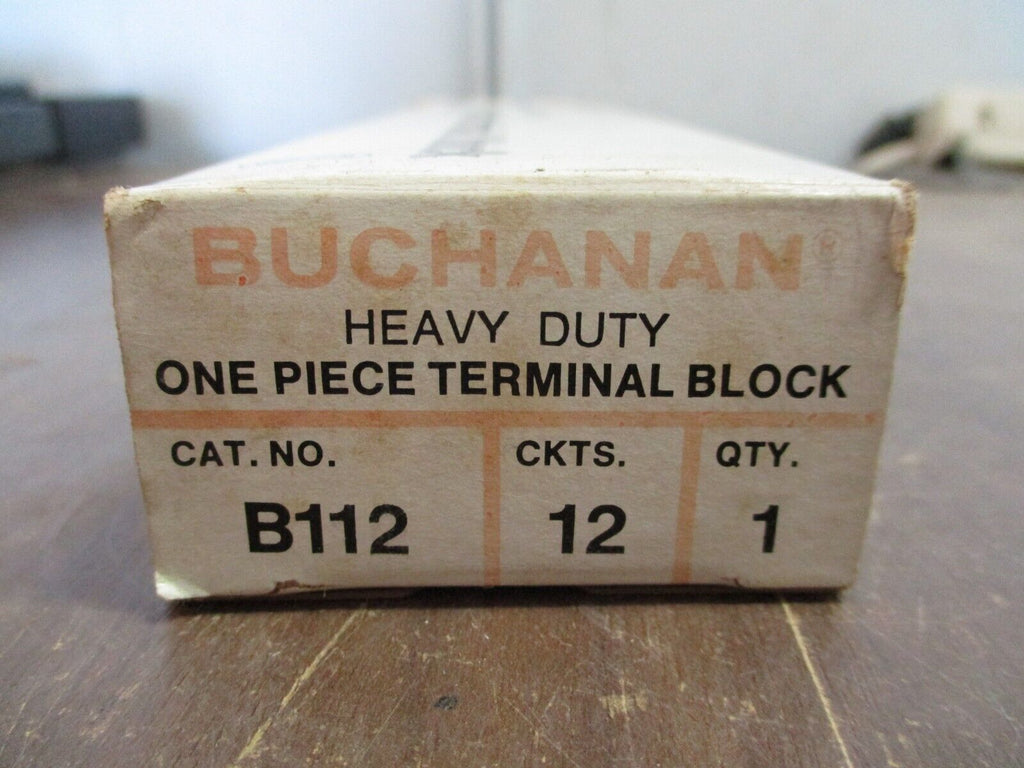 BUCHANAN®
HEAVY DUTY
ONE PIECE TERMINAL BLOCK
CAT. NO. CKTS. QTY.
B112 12 1